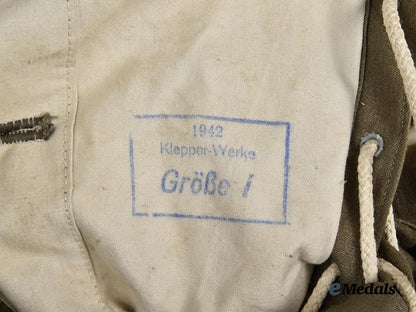 1942
Klepper-Werke
Größe I
eMedals